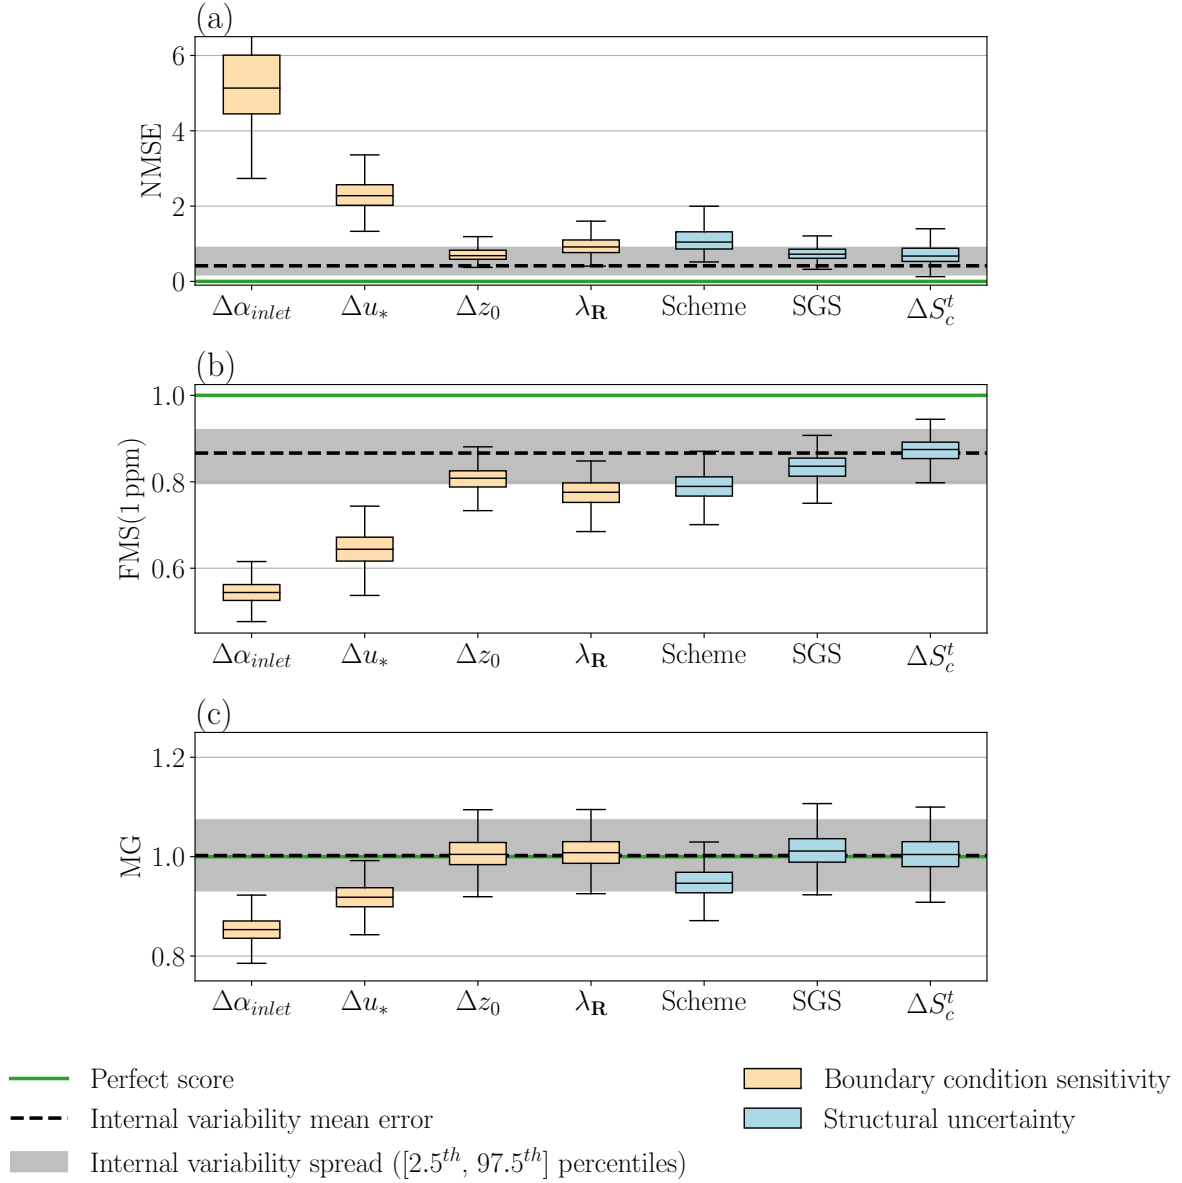 (a)
NMSE
6
4
2
0
Δα_inlet Δu_* Δz_0 λ_R Scheme SGS ΔS_c^t
(b)
FMS(1 ppm)
1.0
0.8
0.6
Δα_inlet Δu_* Δz_0 λ_R Scheme SGS ΔS_c^t
(c)
MG
1.2
1.0
0.8
Δα_inlet Δu_* Δz_0 λ_R Scheme SGS ΔS_c^t
Perfect score
Internal variability mean error
Internal variability spread ([2.5^th, 97.5^th] percentiles)
Boundary condition sensitivity
Structural uncertainty